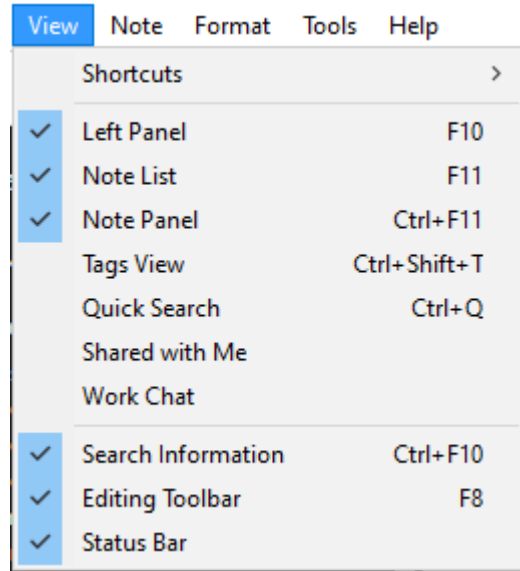 View Note Format Tools Help
Shortcuts
Left Panel F10
Note List F11
Note Panel Ctrl+F11
Tags View Ctrl+Shift+T
Quick Search Ctrl+Q
Shared with Me
Work Chat
Search Information Ctrl+F10
Editing Toolbar F8
Status Bar